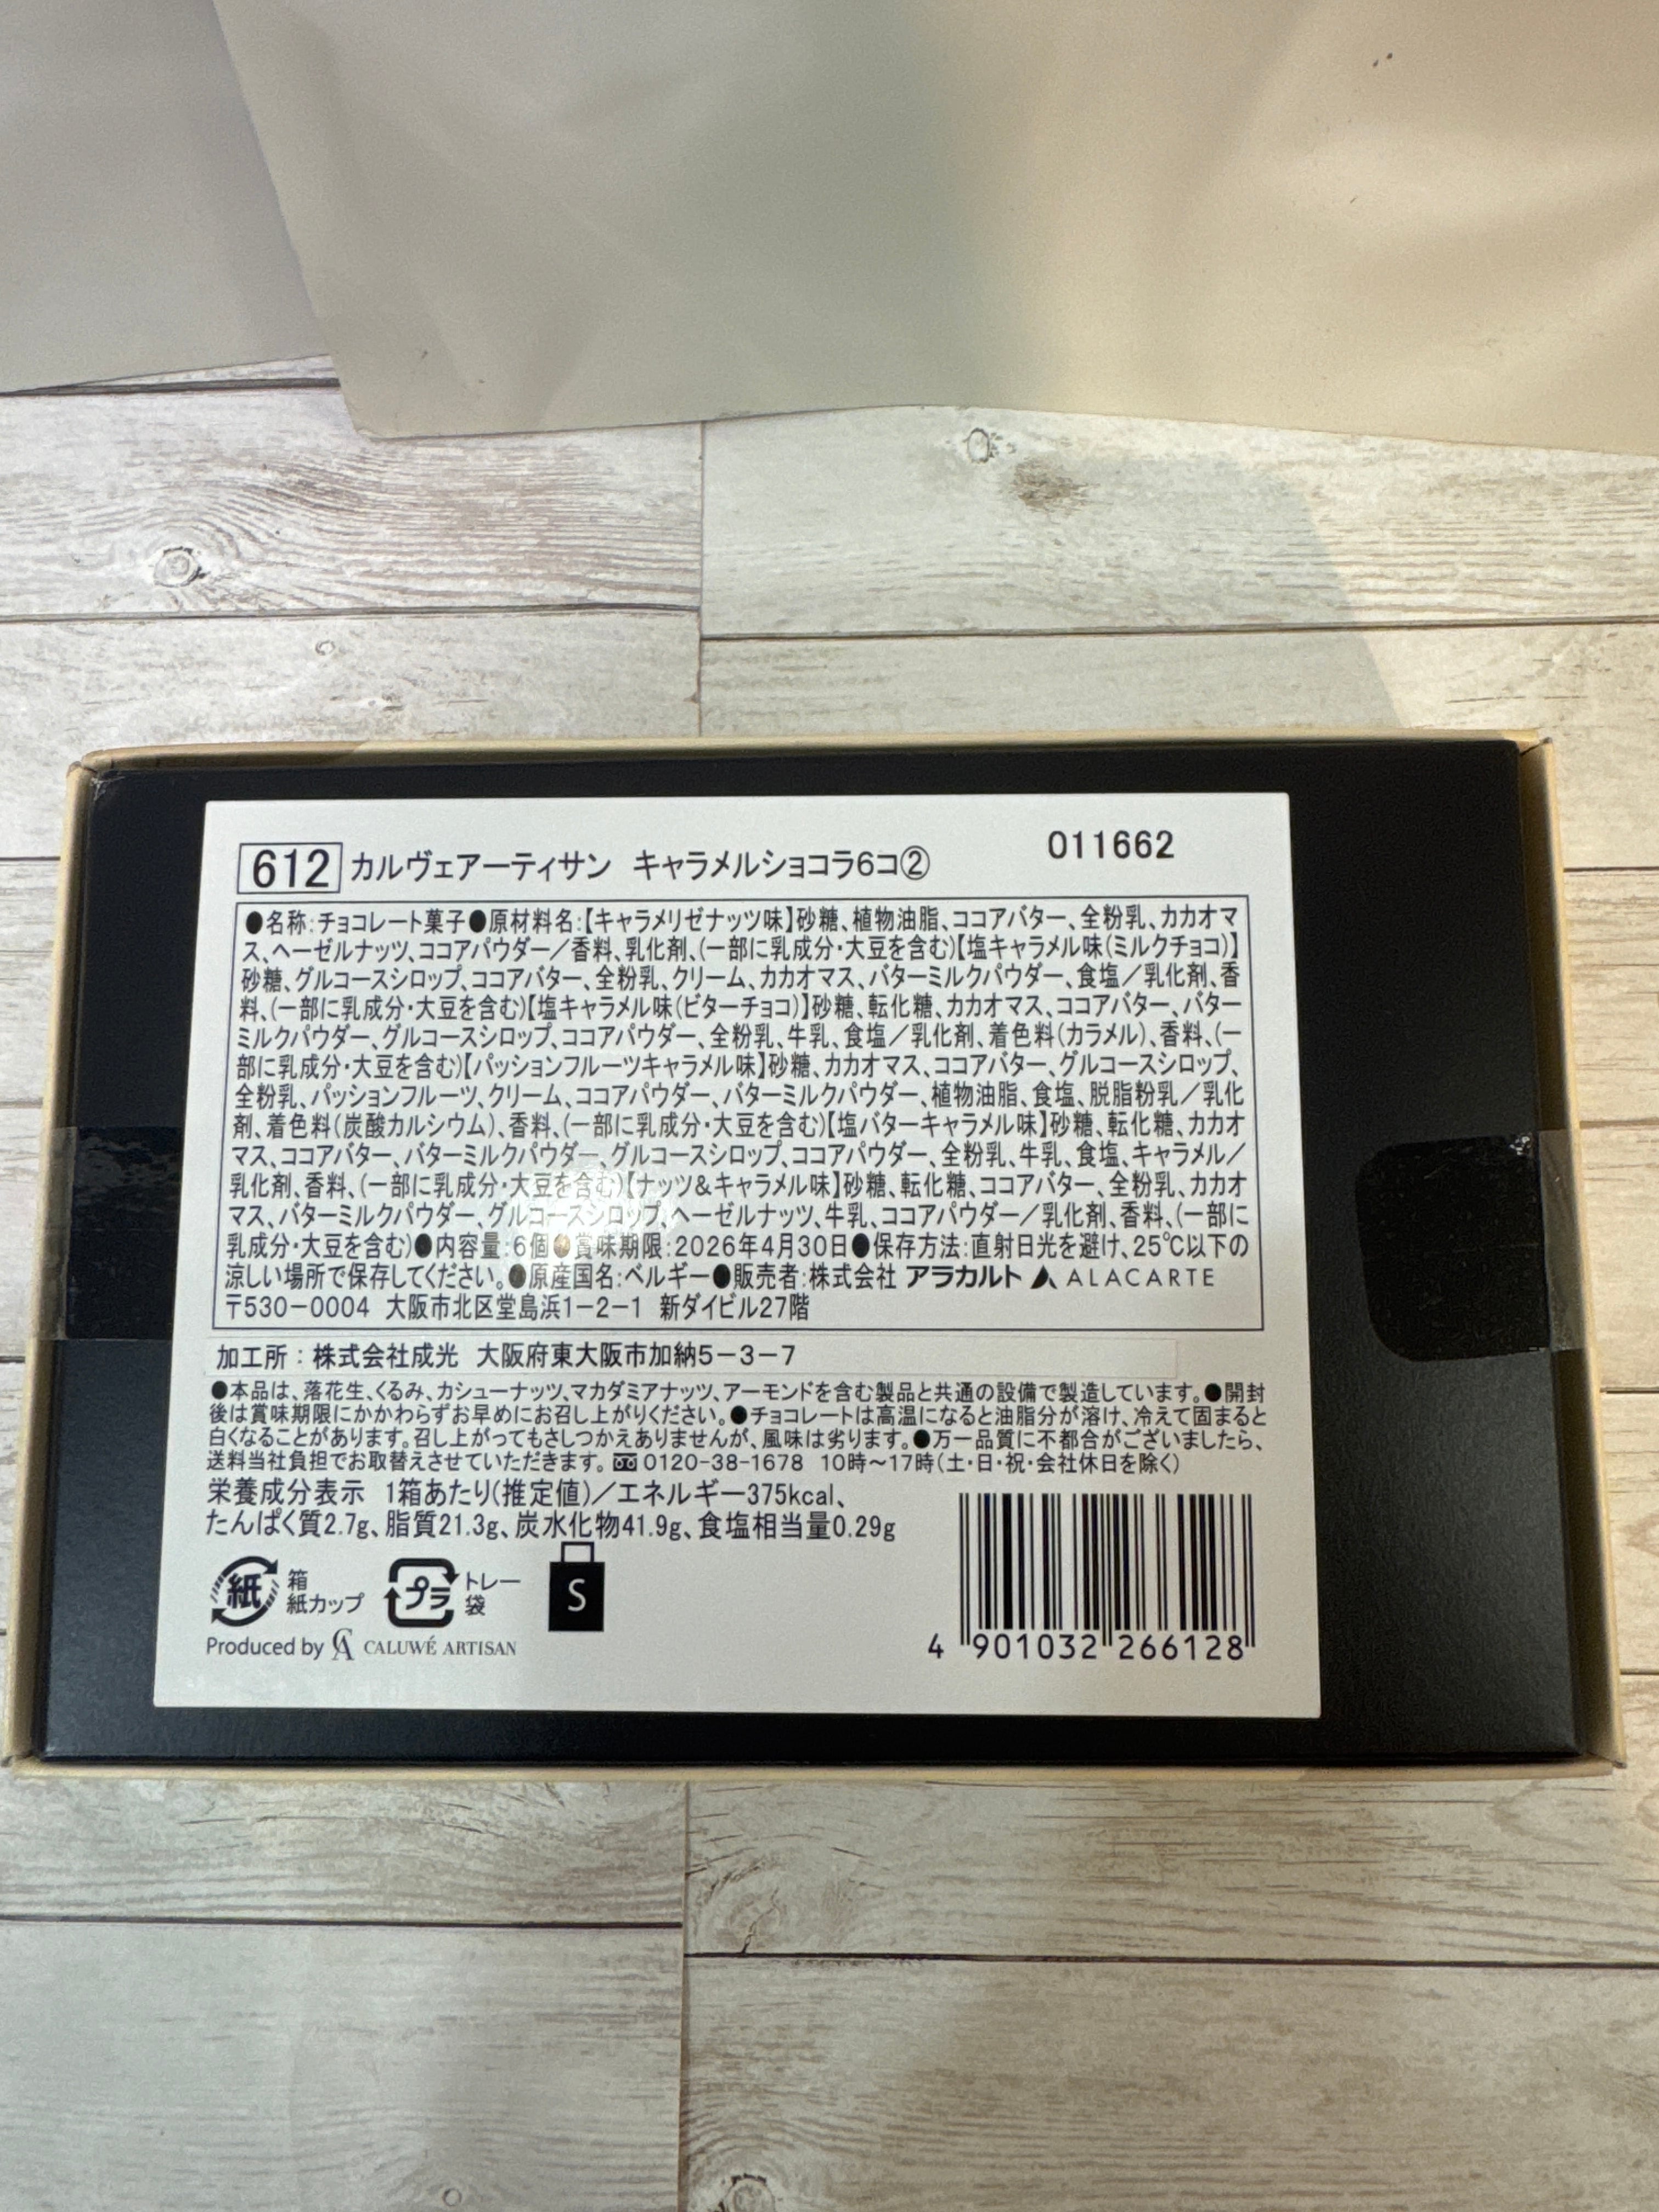 612 カルヴェアーティサン キャラメルショコラ6コ② 011662
●名称:チョコレート菓子●原材料名:【キャラメリゼナッツ味】砂糖、植物油脂、ココアバター、全粉乳、カカオマ
ス、ヘーゼルナッツ、ココアパウダー/香料、乳化剤、(一部に乳成分・大豆を含む)【塩キャラメル味(ミルクチョコ)】
砂糖、グルコースシロップ、ココアバター、全粉乳、クリーム、カカオマス、バターミルクパウダー、食塩/乳化剤、香
料、(一部に乳成分・大豆を含む)【塩キャラメル味(ビターチョコ)】砂糖、転化糖、カカオマス、ココアバター、バター
ミルクパウダー、グルコースシロップ、ココアパウダー、全粉乳、牛乳、食塩/乳化剤、着色料(カラメル)、香料、(一
部に乳成分・大豆を含む)【パッションフルーツキャラメル味】砂糖、カカオマス、ココアバター、グルコースシロップ、
全粉乳、パッションフルーツ、クリーム、ココアパウダー、バターミルクパウダー、植物油脂、食塩、脱脂粉乳/乳化
剤、着色料(炭酸カルシウム)、香料、(一部に乳成分・大豆を含む)【塩バターキャラメル味】砂糖、転化糖、カカオ
マス、ココアバター、バターミルクパウダー、グルコースシロップ、ココアパウダー、全粉乳、牛乳、食塩、キャラメル/
乳化剤、香料、(一部に乳成分・大豆を含む)【ナッツ&キャラメル味】砂糖、転化糖、ココアバター、全粉乳、カカオ
マス、バターミルクパウダー、グルコースシロップ、ヘーゼルナッツ、牛乳、ココアパウダー/乳化剤、香料、(一部に
乳成分・大豆を含む)●内容量:6個●賞味期限:2026年4月30日●保存方法:直射日光を避け、25℃以下の
涼しい場所で保存してください。●原産国名:ベルギー●販売者:株式会社 アラカルト ALACARTE
〒530-0004 大阪市北区堂島浜1-2-1 新ダイビル27階
加工所:株式会社成光 大阪府東大阪市加納5-3-7
●本品は、落花生、くるみ、カシューナッツ、マカダミアナッツ、アーモンドを含む製品と共通の設備で製造しています。●開封
後は賞味期限にかかわらずお早めにお召し上がりください。●チョコレートは高温になると油脂分が溶け、冷えて固まると
白くなることがあります。召し上がってもさしつかえありませんが、風味は劣ります。●万一品質に不都合がございましたら、
送料当社負担でお取替えさせていただきます。0120-38-1678 10時～17時(土・日・祝・会社休日を除く)
栄養成分表示 1箱あたり(推定値)/エネルギー375kcal、
たんぱく質2.7g、脂質21.3g、炭水化物41.9g、食塩相当量0.29g
紙 箱
紙カップ
プラ トレー
袋
S
Produced by CA CALUWÉ ARTISAN
4 901032 266128